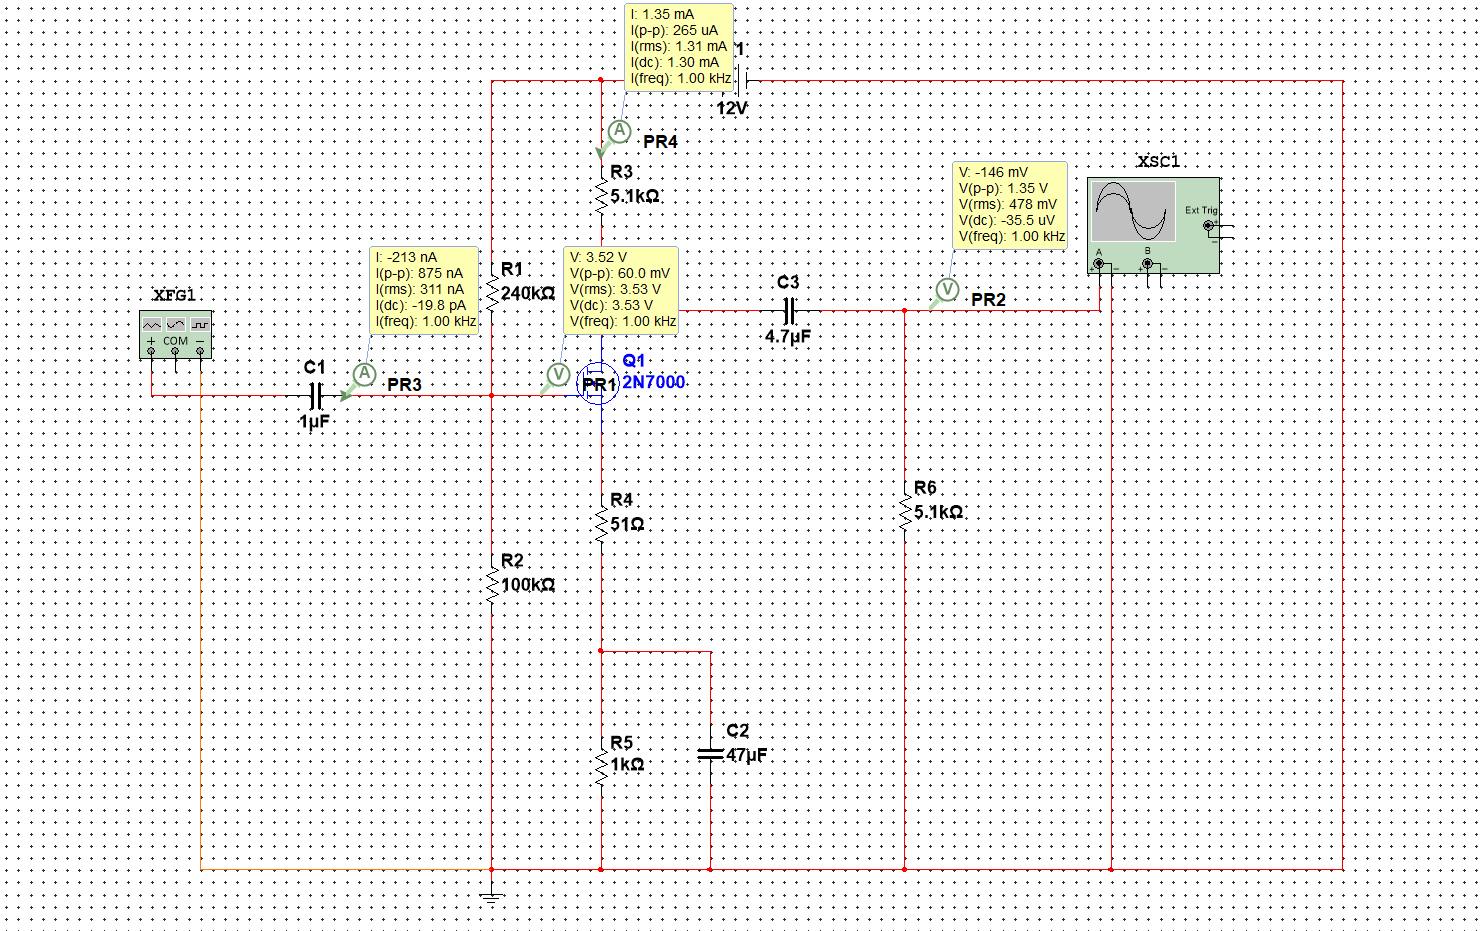 I: 1.35 mA
I(p-p): 265 uA
I(rms): 1.31 mA
I(dc): 1.30 mA
I(freq): 1.00 kHz
1
12V
PR4
R3
5.1kΩ
XSC1
V: -146 mV
V(p-p): 1.35 V
V(rms): 478 mV
V(dc): -35.5 uV
V(freq): 1.00 kHz
Ext Trig
+
−
A
B
+
−
+
−
V
PR2
A
I: -213 nA
I(p-p): 875 nA
I(rms): 311 nA
I(dc): -19.8 pA
I(freq): 1.00 kHz
R1
240kΩ
V: 3.52 V
V(p-p): 60.0 mV
V(rms): 3.53 V
V(dc): 3.53 V
V(freq): 1.00 kHz
C3
4.7µF
XFG1
+ COM −
C1
1µF
A
PR3
V
PR1
Q1
2N7000
R4
51Ω
R6
5.1kΩ
R2
100kΩ
R5
1kΩ
C2
47µF